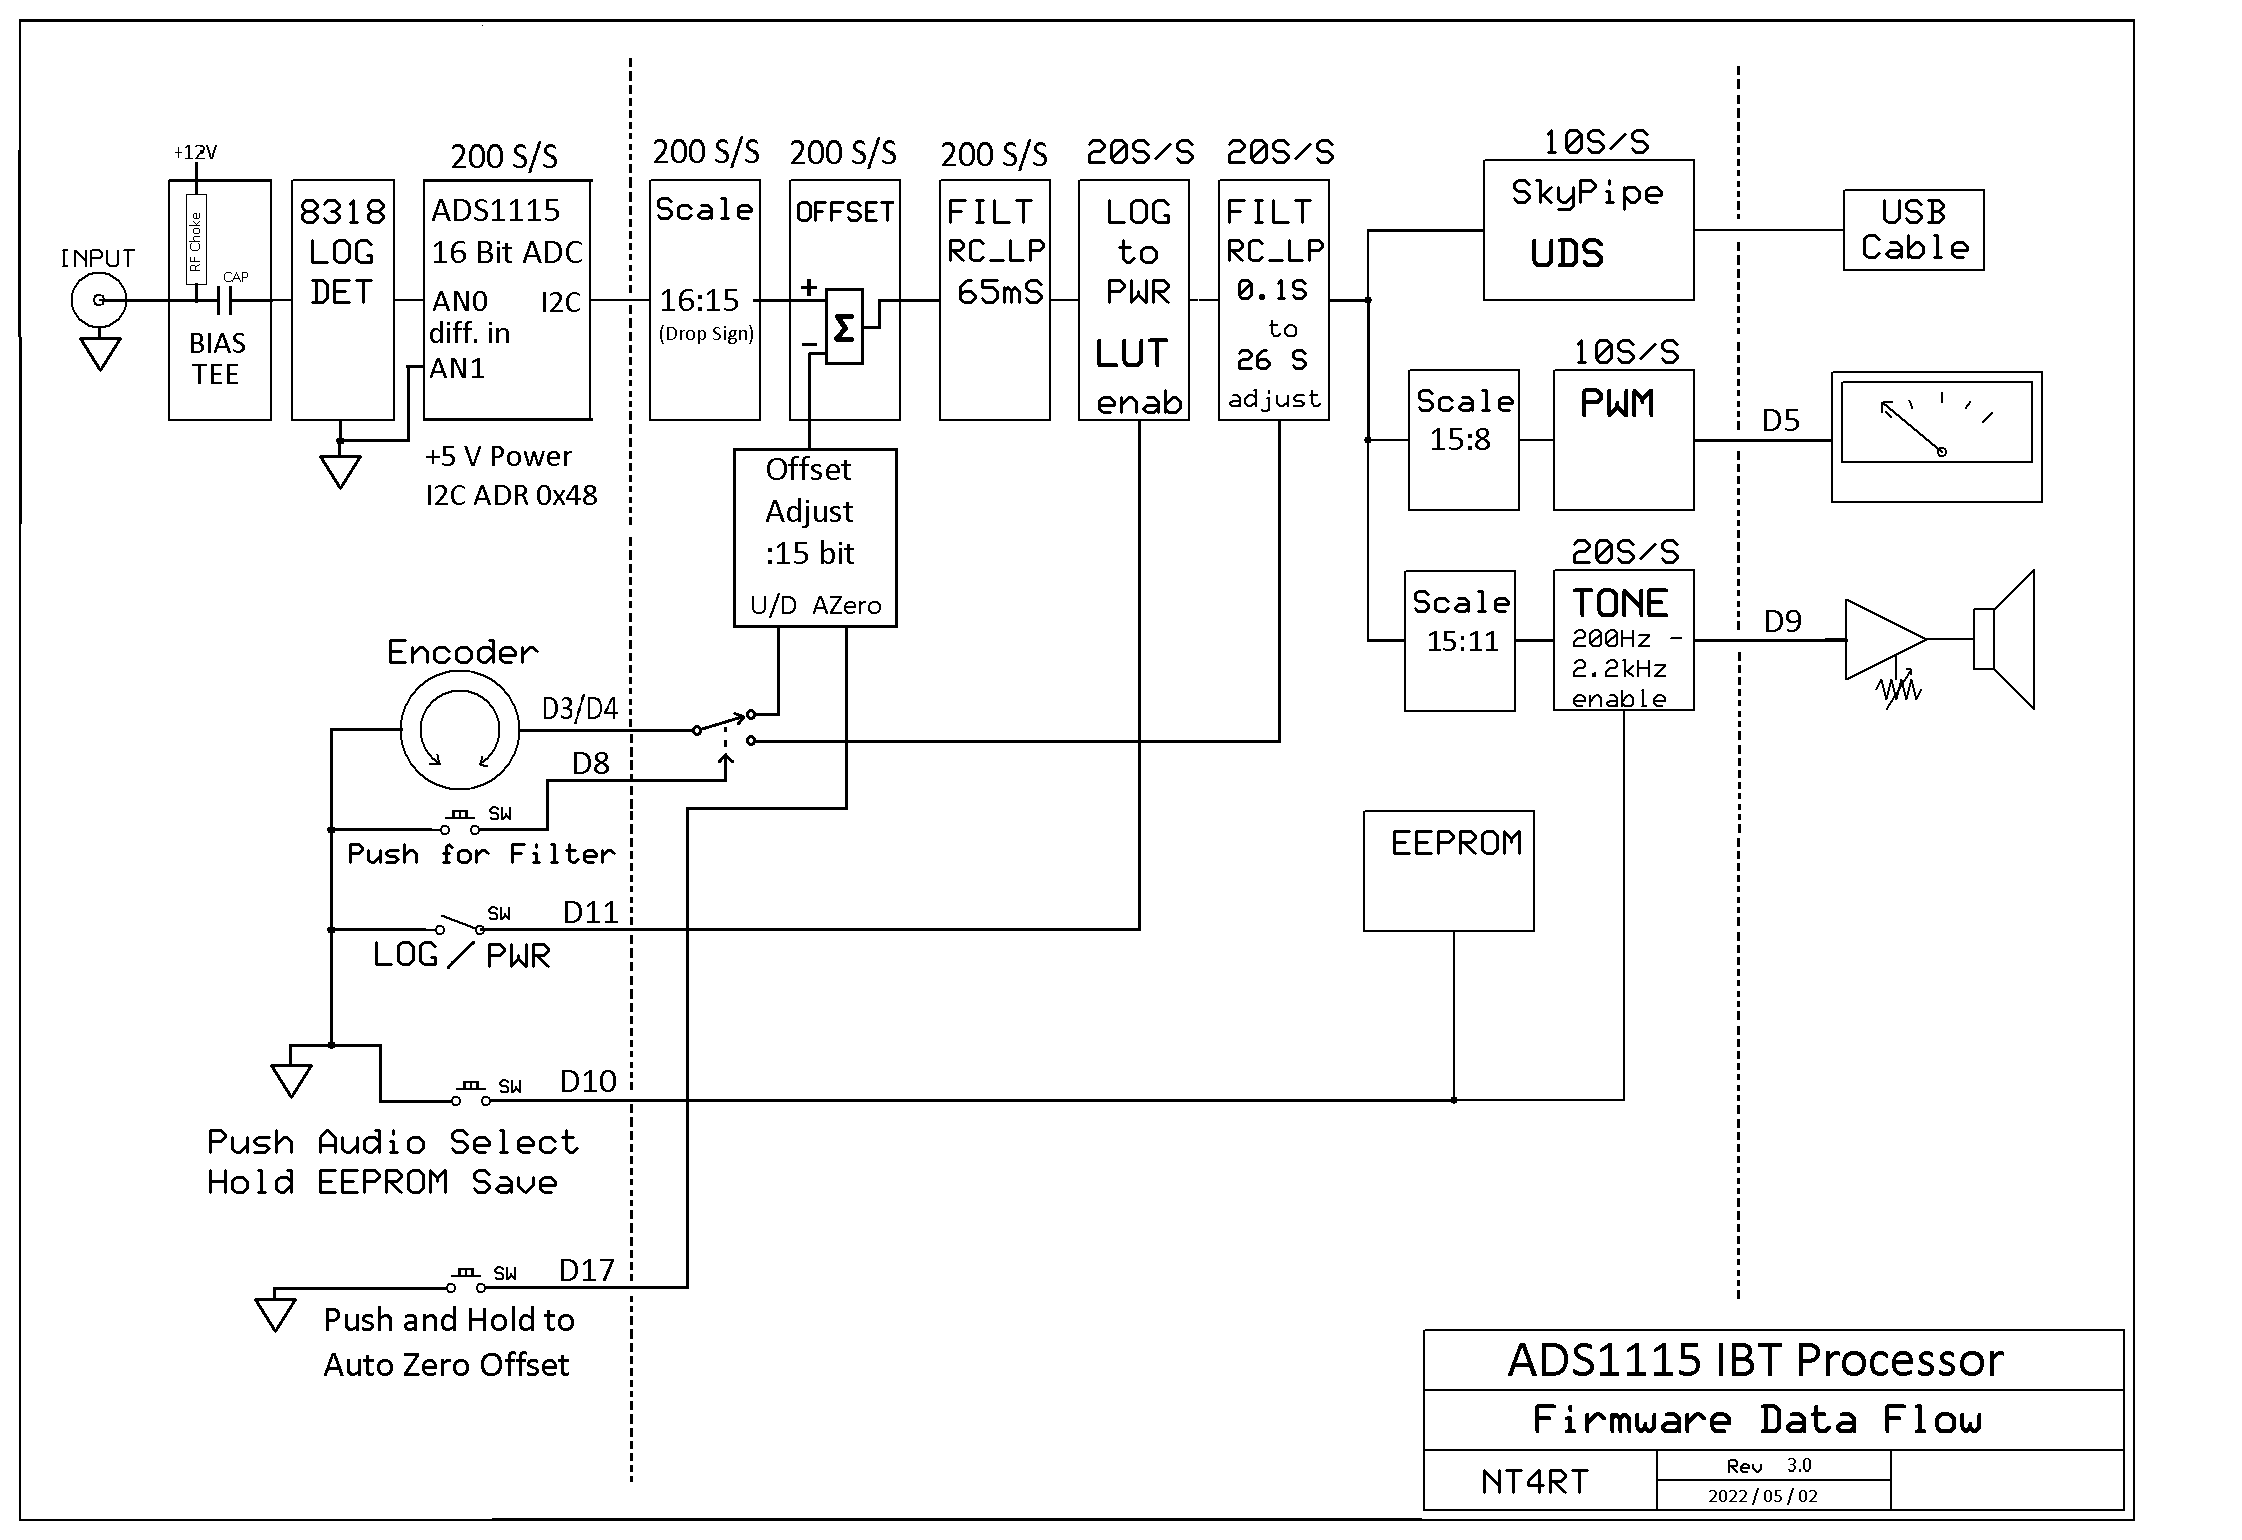 +12V
RF Choke
CAP
INPUT
BIAS
TEE
8318
LOG
DET
200 S/S
ADS1115
16 Bit ADC
AN0
I2C
diff. in
AN1
+5 V Power
I2C ADR 0x48
200 S/S
Scale
16:15
(Drop Sign)
200 S/S
OFFSET
+
Σ
−
Offset
Adjust
:15 bit
U/D AZero
200 S/S
FILT
RC_LP
65mS
20S/S
LOG
to
PWR
LUT
enab
20S/S
FILT
RC_LP
0.1S
to
26 S
adjust
10S/S
SkyPipe
UDS
USB
Cable
10S/S
Scale
15:8
PWM
D5
20S/S
Scale
15:11
TONE
200Hz -
2.2kHz
enable
D9
Encoder
D3/D4
D8
SW
Push for Filter
SW
D11
LOG / PWR
EEPROM
SW
D10
Push Audio Select
Hold EEPROM Save
SW
D17
Push and Hold to
Auto Zero Offset
ADS1115 IBT Processor
Firmware Data Flow
NT4RT
Rev 3.0
2022 / 05 / 02